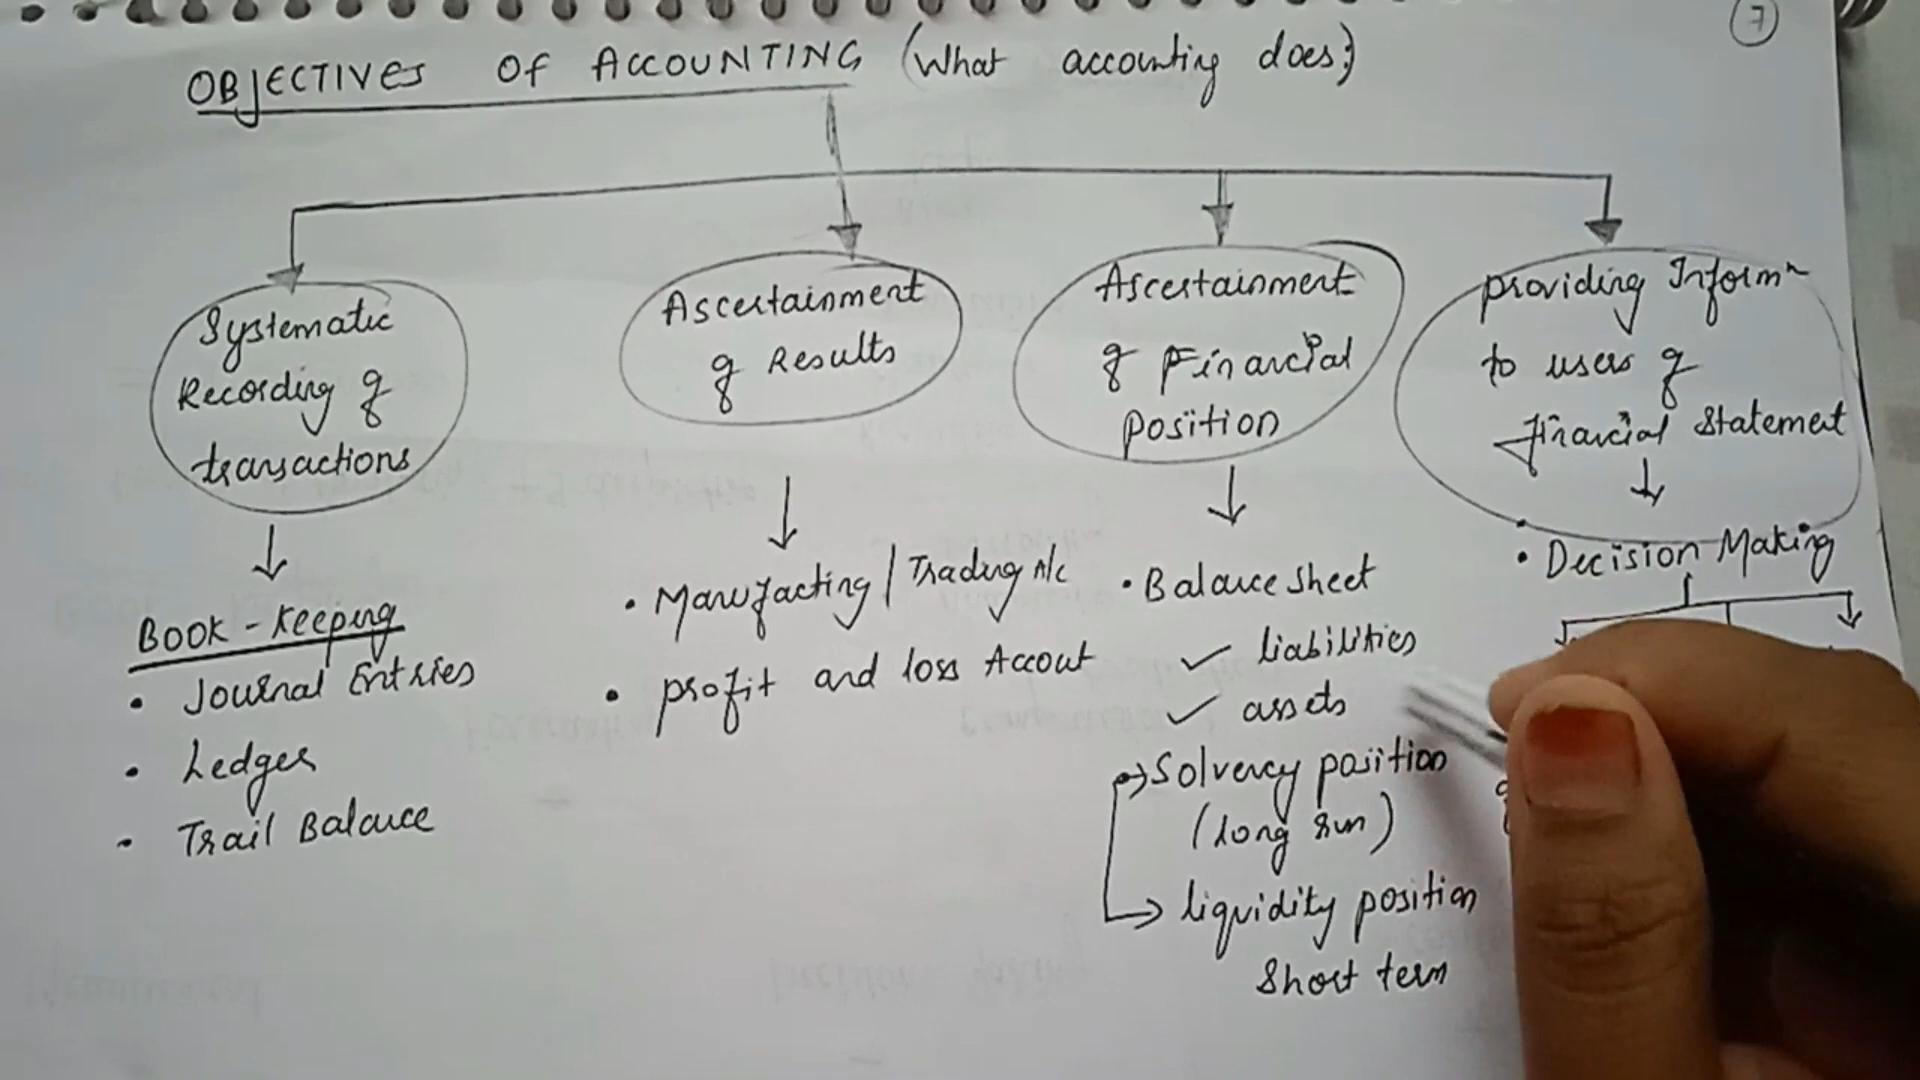 7
OBJECTIVES Of ACCOUNTING (What accounting does?)
Systematic
Recording of
transactions
Ascertainment
of Results
Ascertainment
of Financial
position
providing Inform^n
to users of
financial Statement
BOOK - Keeping
• Journal Entries
• Ledger
• Trail Balance
• Manufacting / Trading A/c
• profit and loss Accout
• Balance Sheet
✓ liabilities
✓ assets
→ Solvency position
(long run)
→ liquidity position
Short term
• Decision Making